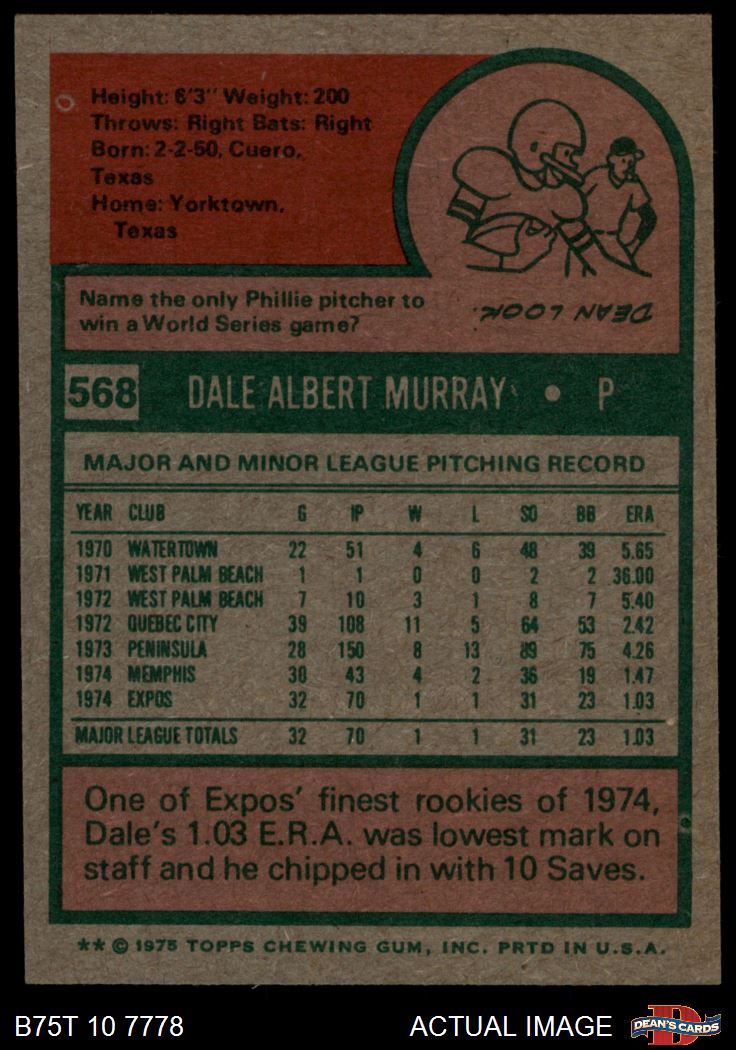 Height: 6'3" Weight: 200
Throws: Right Bats: Right
Born: 2-2-50, Cuero,
Texas
Home: Yorktown,
Texas
Name the only Phillie pitcher to
win a World Series game?
DEAN LOOK.
568 DALE ALBERT MURRAY • P
MAJOR AND MINOR LEAGUE PITCHING RECORD
YEAR CLUB G IP W L SO BB ERA
1970 WATERTOWN 22 51 4 6 48 39 5.65
1971 WEST PALM BEACH 1 1 0 0 2 2 36.00
1972 WEST PALM BEACH 7 10 3 1 8 7 5.40
1972 QUEBEC CITY 39 108 11 5 64 53 2.42
1973 PENINSULA 28 150 8 13 89 75 4.26
1974 MEMPHIS 30 43 4 2 36 19 1.47
1974 EXPOS 32 70 1 1 31 23 1.03
MAJOR LEAGUE TOTALS 32 70 1 1 31 23 1.03
One of Expos' finest rookies of 1974,
Dale's 1.03 E.R.A. was lowest mark on
staff and he chipped in with 10 Saves.
** © 1975 TOPPS CHEWING GUM, INC. PRTD IN U.S.A.
B75T 10 7778 ACTUAL IMAGE DEAN'S CARDS